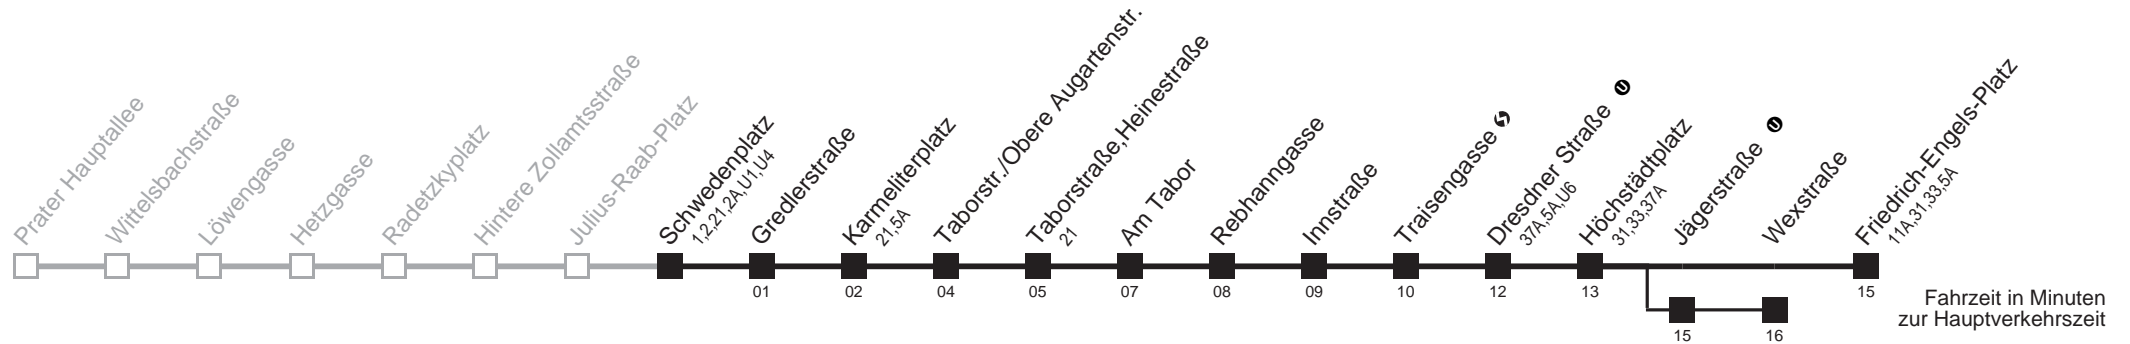 Prater Hauptallee
Wittelsbachstraße
Löwengasse
Hetzgasse
Radetzkyplatz
Hintere Zollamtsstraße
Julius-Raab-Platz
Schwedenplatz
1,2,21,2A,U1,U4
Gredlerstraße
Karmeliterplatz
21,5A
Taborstr./Obere Augartenstr.
Taborstraße,Heinestraße
21
Am Tabor
Rebhanngasse
Innstraße
Traisengasse
Dresdner Straße U
37A,5A,U6
Höchstädtplatz
31,33,37A
Jägerstraße U
Wexstraße
Friedrich-Engels-Platz
11A,31,33,5A
01 02 04 05 07 08 09 10 12 13 15
15 16
Fahrzeit in Minuten
zur Hauptverkehrszeit